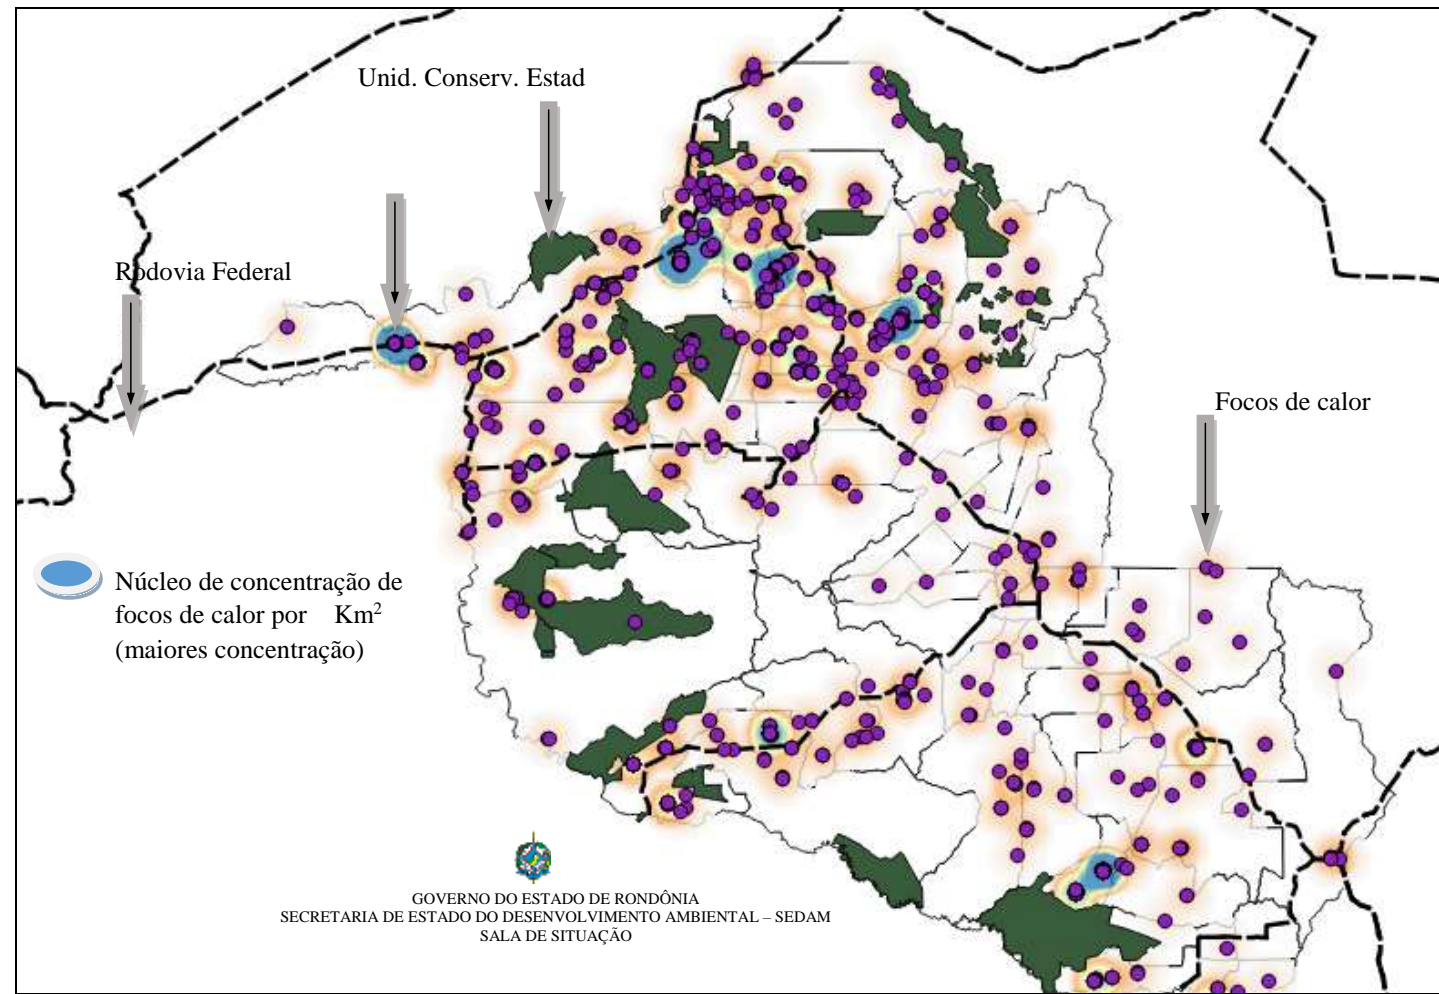 Unid. Conserv. Estad
Rodovia Federal
Focos de calor
Núcleo de concentração de
focos de calor por Km²
(maiores concentração)
GOVERNO DO ESTADO DE RONDÔNIA
SECRETARIA DE ESTADO DO DESENVOLVIMENTO AMBIENTAL – SEDAM
SALA DE SITUAÇÃO